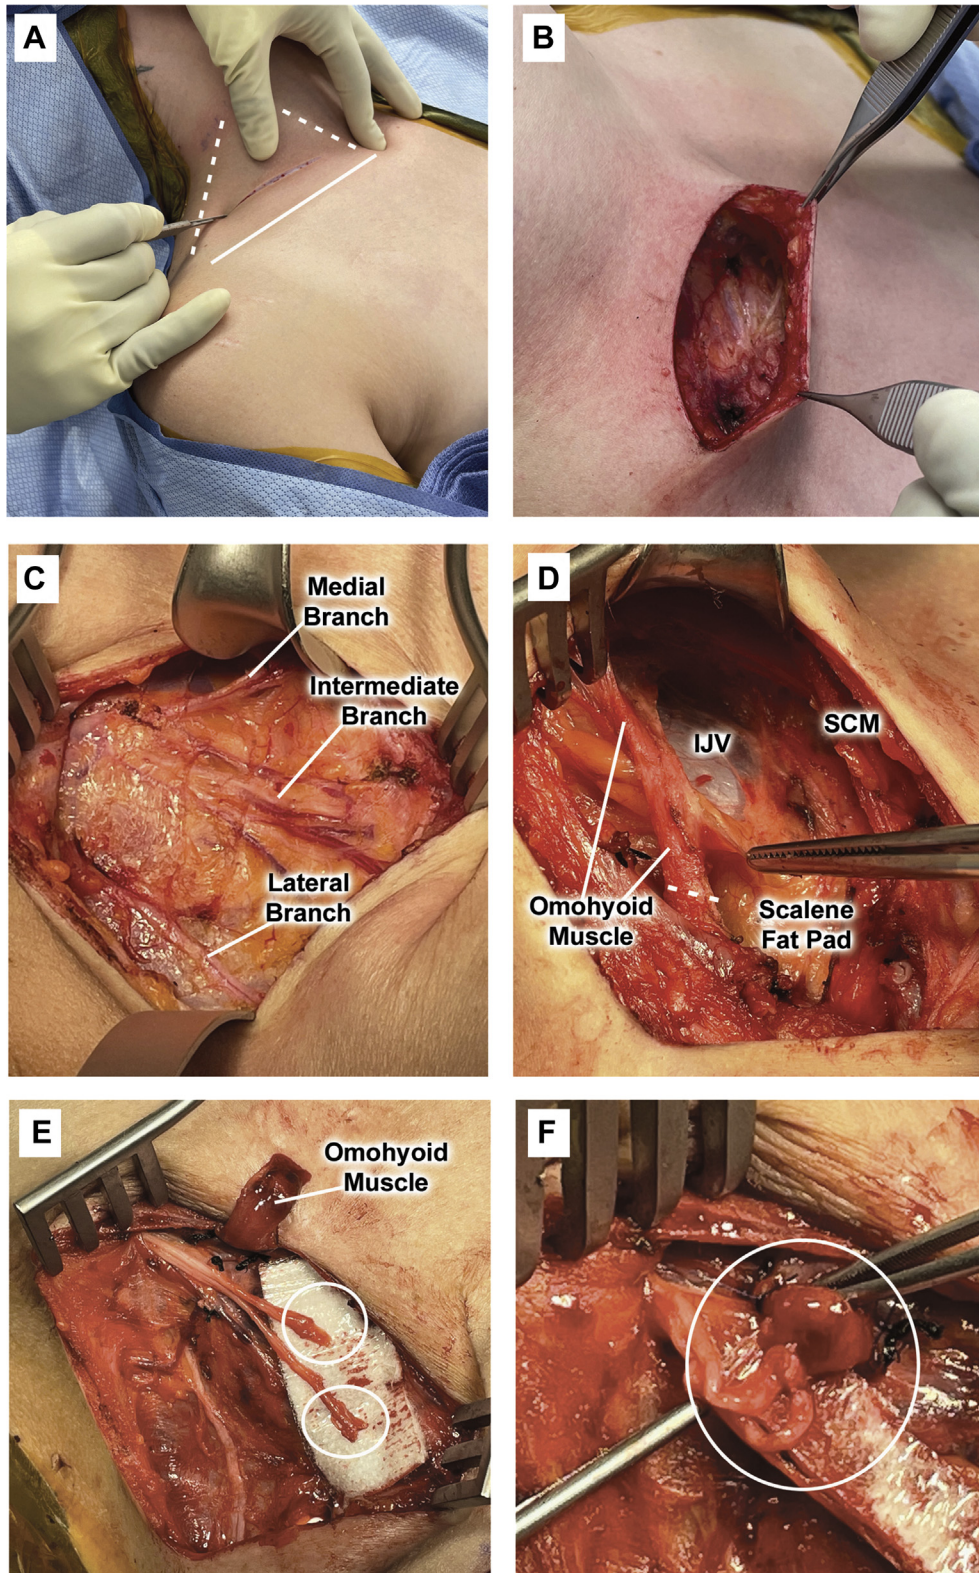 A
B
C
Medial
Branch
Intermediate
Branch
Lateral
Branch
D
IJV
SCM
Omohyoid
Muscle
Scalene
Fat Pad
E
Omohyoid
Muscle
F